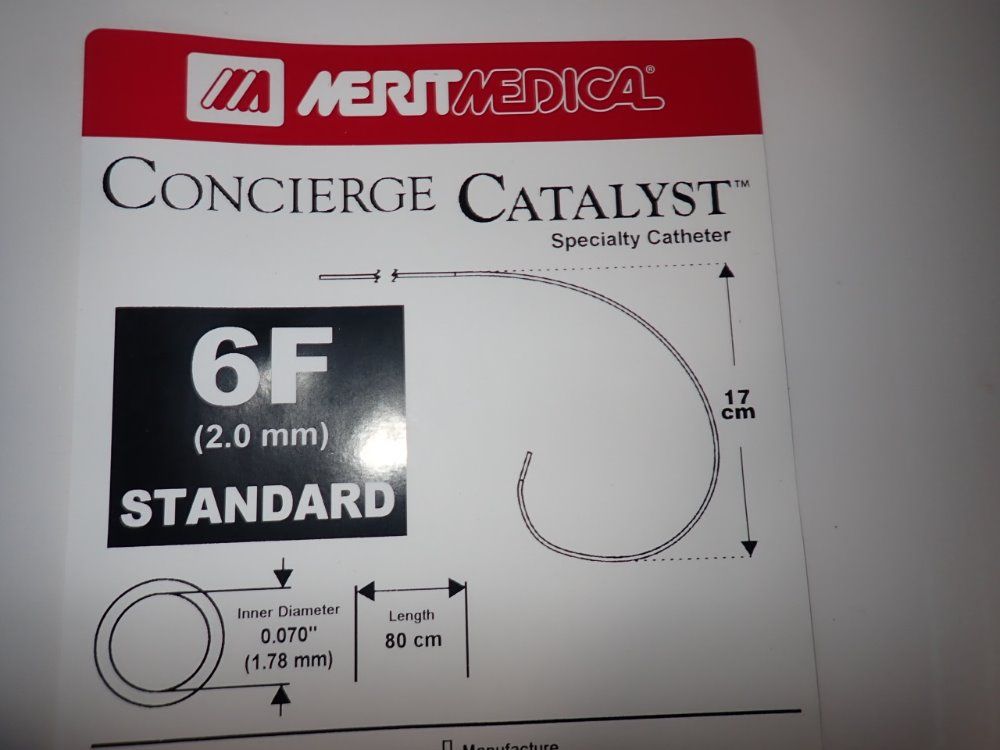 MERITMEDICAL®
CONCIERGE CATALYST™
Specialty Catheter
6F
(2.0 mm)
STANDARD
17
cm
Inner Diameter
0.070"
(1.78 mm)
Length
80 cm
Manufacture